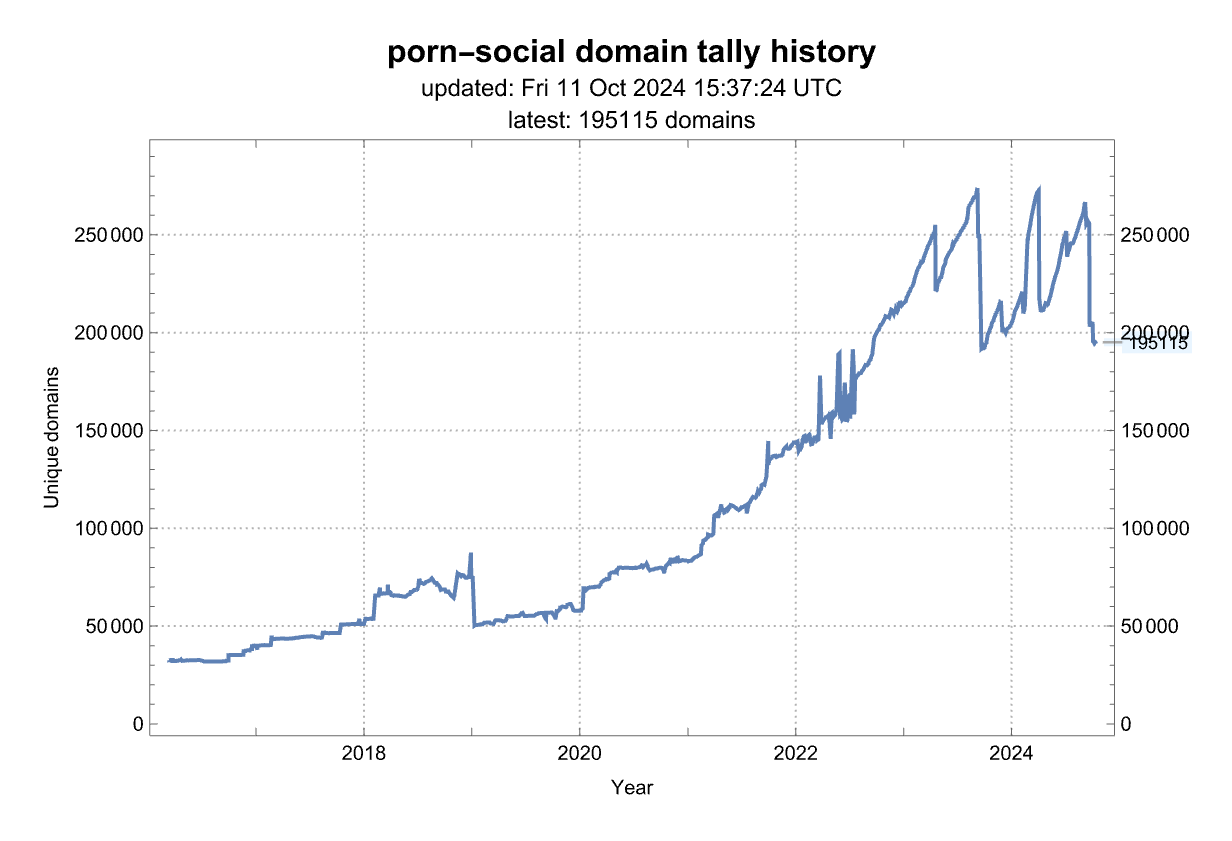 porn–social domain tally history
updated: Fri 11 Oct 2024 15:37:24 UTC
latest: 195115 domains
250 000 250 000
200 000 200 000
195115
150 000 150 000
100 000 100 000
50 000 50 000
0 0
Unique domains
2018 2020 2022 2024
Year